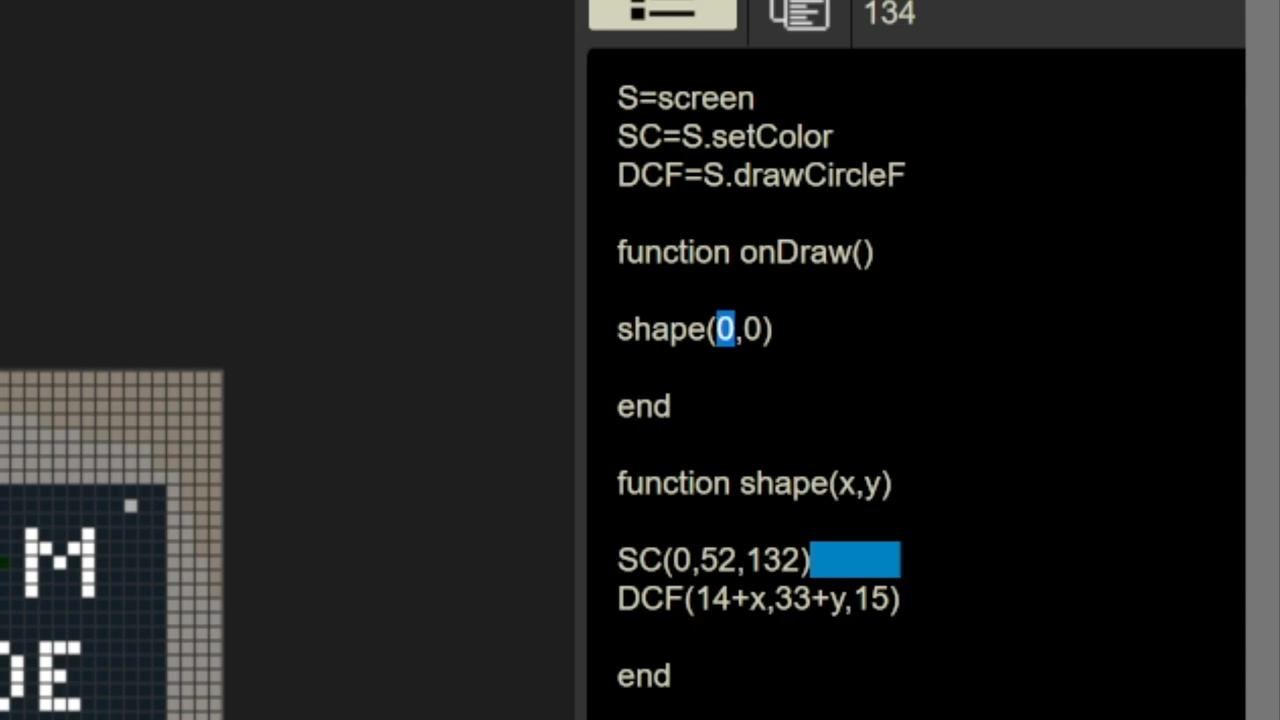 134
S=screen
SC=S.setColor
DCF=S.drawCircleF
function onDraw()
shape(0,0)
end
function shape(x,y)
SC(0,52,132)
DCF(14+x,33+y,15)
end
M
DE